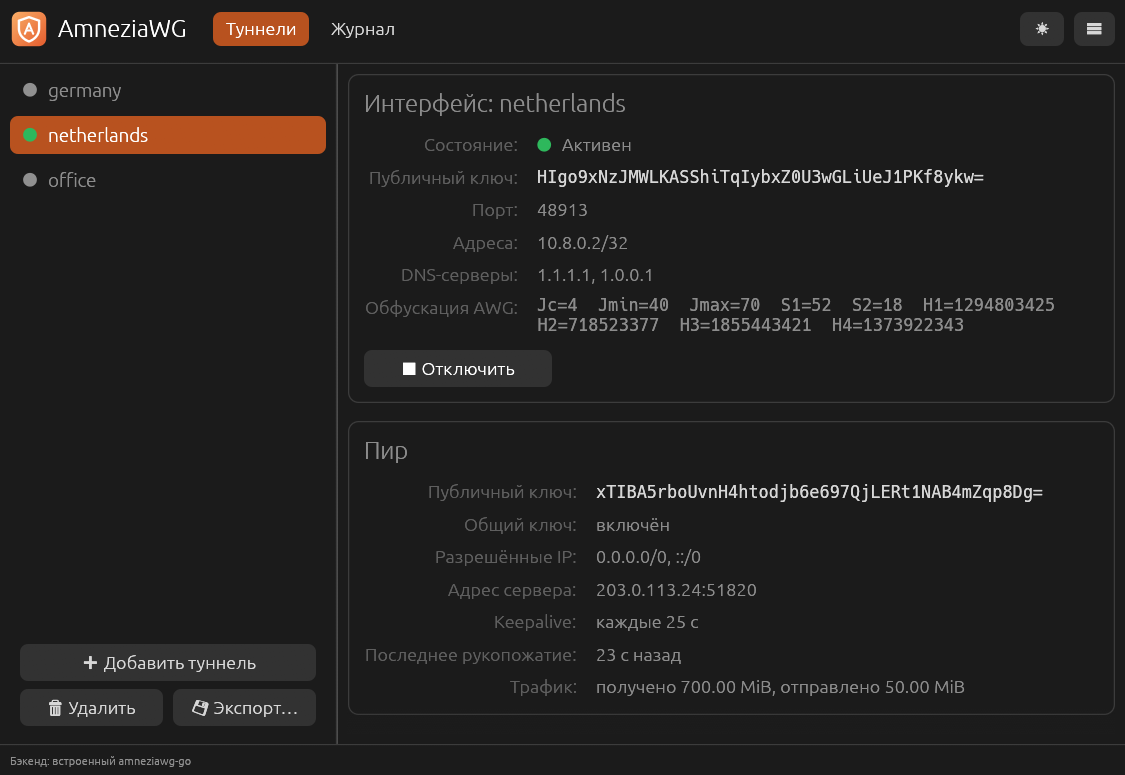 AmneziaWG Туннели Журнал
germany
netherlands
office
Добавить туннель
Удалить Экспорт...
Интерфейс: netherlands
Состояние: Активен
Публичный ключ: HIgo9xNzJMWLKASShiTqIybxZ0U3wGLiUeJ1PKf8ykw=
Порт: 48913
Адреса: 10.8.0.2/32
DNS-серверы: 1.1.1.1, 1.0.0.1
Обфускация AWG: Jc=4 Jmin=40 Jmax=70 S1=52 S2=18 H1=1294803425
H2=718523377 H3=1855443421 H4=1373922343
Отключить
Пир
Публичный ключ: xTIBA5rboUvnH4htodjb6e697QjLERt1NAB4mZqp8Dg=
Общий ключ: включён
Разрешённые IP: 0.0.0.0/0, ::/0
Адрес сервера: 203.0.113.24:51820
Keepalive: каждые 25 с
Последнее рукопожатие: 23 с назад
Трафик: получено 700.00 MiB, отправлено 50.00 MiB
Бэкенд: встроенный amneziawg-go